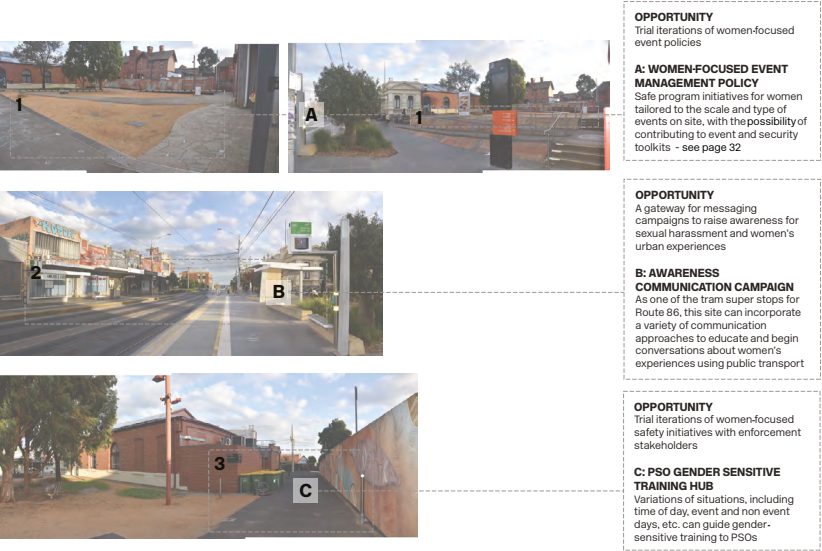 OPPORTUNITY
Trial iterations of women-focused
event policies
A: WOMEN-FOCUSED EVENT
MANAGEMENT POLICY
Safe program initiatives for women
tailored to the scale and type of
events on site, with the possibility of
contributing to event and security
toolkits - see page 32
1
A
1
OPPORTUNITY
A gateway for messaging
campaigns to raise awareness for
sexual harassment and women's
urban experiences
B: AWARENESS
COMMUNICATION CAMPAIGN
As one of the tram super stops for
Route 86, this site can incorporate
a variety of communication
approaches to educate and begin
conversations about women's
experiences using public transport
2
B
OPPORTUNITY
Trial iterations of women-focused
safety initiatives with enforcement
stakeholders
C: PSO GENDER SENSITIVE
TRAINING HUB
Variations of situations, including
time of day, event and non event
days, etc. can guide gender-
sensitive training to PSOs
3
C